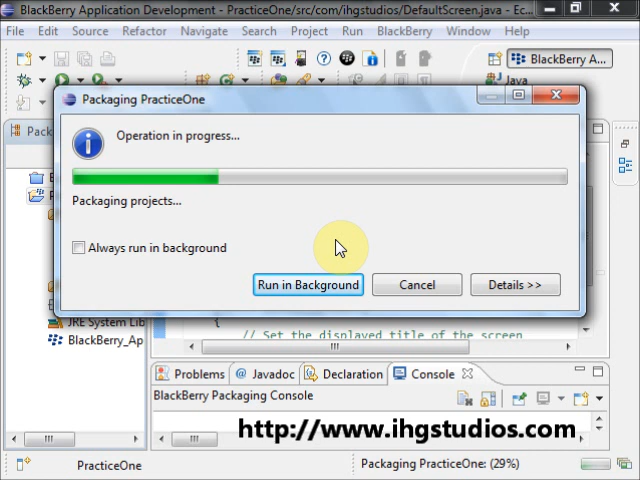 BlackBerry Application Development - PracticeOne/src/com/ihgstudios/DefaultScreen.java - Ec...
File Edit Source Refactor Navigate Search Project Run BlackBerry Window
BlackBerry A...
Java
Packaging PracticeOne
Operation in progress...
Packaging projects...
Always run in background
Run in Background
Cancel
Details >>
JRE System Lib
BlackBerry_Ap
{
// Set the displayed title of the screen
Problems
@ Javadoc
Declaration
Console
BlackBerry Packaging Console
http://www.ihgstudios.com
PracticeOne
Packaging PracticeOne: (29%)